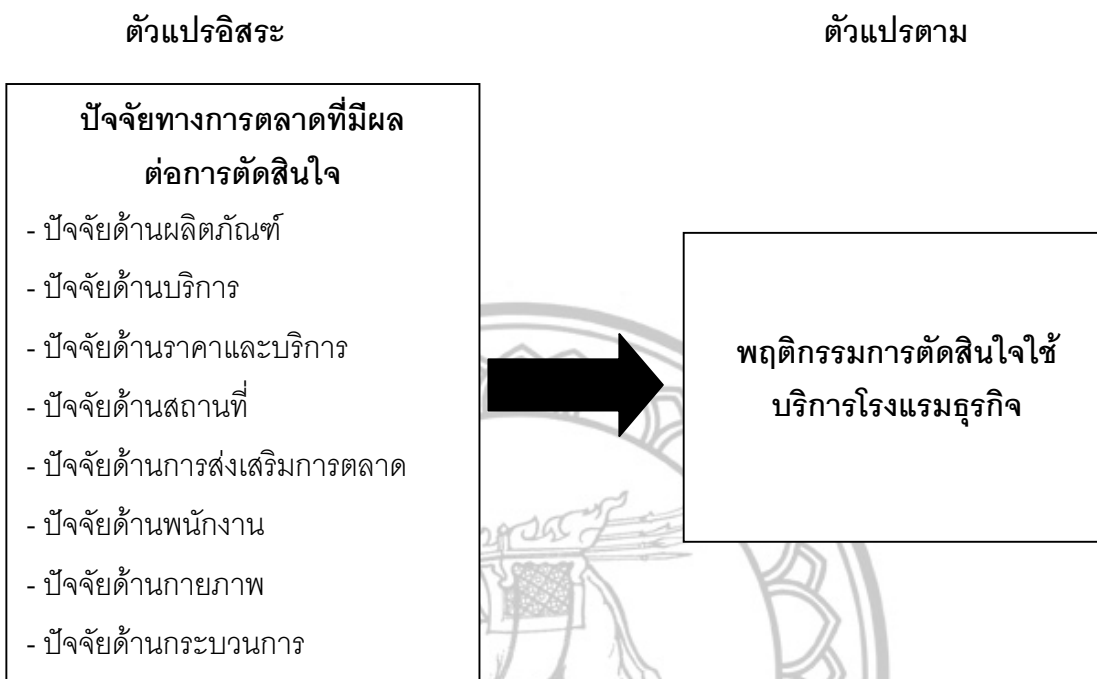 ตัวแปรอิสระ
ตัวแปรตาม
ปัจจัยทางการตลาดที่มีผล
ต่อการตัดสินใจ
- ปัจจัยด้านผลิตภัณฑ์
- ปัจจัยด้านบริการ
- ปัจจัยด้านราคาและบริการ
- ปัจจัยด้านสถานที่
- ปัจจัยด้านการส่งเสริมการตลาด
- ปัจจัยด้านพนักงาน
- ปัจจัยด้านกายภาพ
- ปัจจัยด้านกระบวนการ
พฤติกรรมการตัดสินใจใช้
บริการโรงแรมธุรกิจ